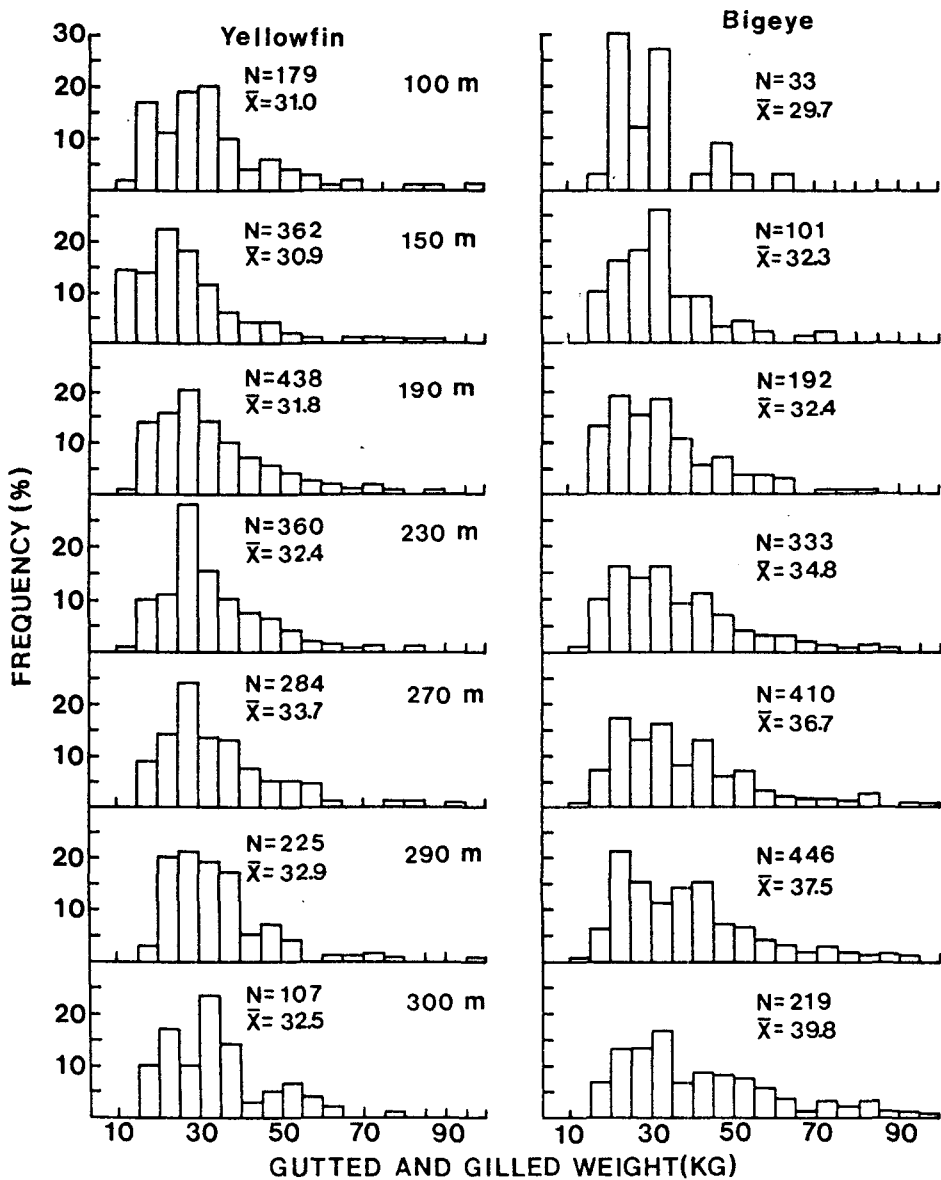 Yellowfin
Bigeye
30
20
10
N=179
X̄=31.0
100 m
N=33
X̄=29.7
20
10
N=362
X̄=30.9
150 m
N=101
X̄=32.3
20
10
N=438
X̄=31.8
190 m
N=192
X̄=32.4
20
10
N=360
X̄=32.4
230 m
N=333
X̄=34.8
20
10
N=284
X̄=33.7
270 m
N=410
X̄=36.7
20
10
N=225
X̄=32.9
290 m
N=446
X̄=37.5
20
10
N=107
X̄=32.5
300 m
N=219
X̄=39.8
FREQUENCY (%)
10 30 50 70 90
10 30 50 70 90
GUTTED AND GILLED WEIGHT(KG)